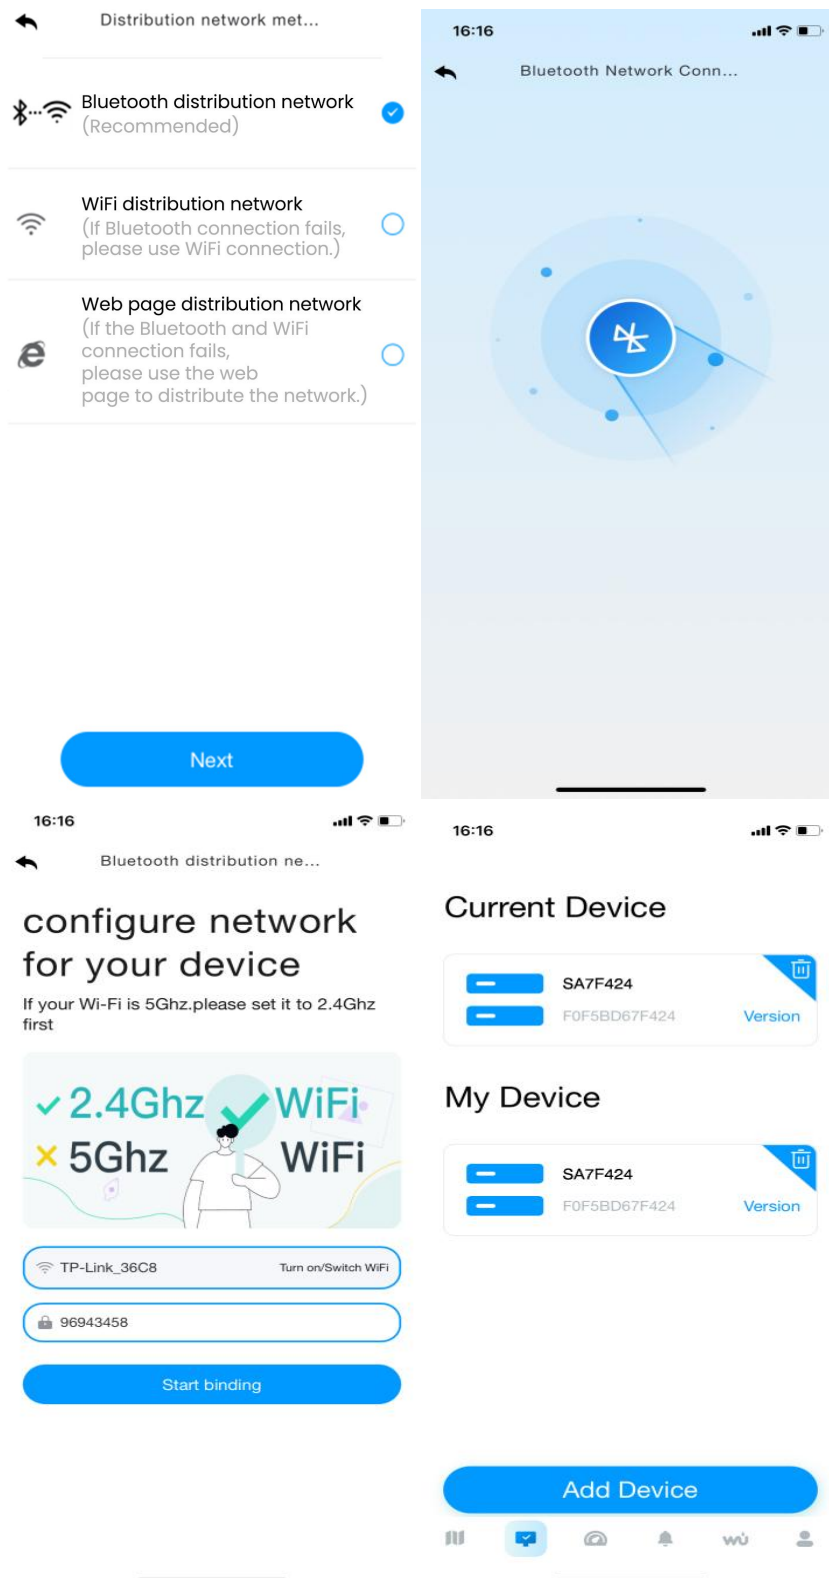 Distribution network met...
Bluetooth distribution network
(Recommended)
WiFi distribution network
(If Bluetooth connection fails,
please use WiFi connection.)
Web page distribution network
(If the Bluetooth and WiFi
connection fails,
please use the web
page to distribute the network.)
Next
16:16
Bluetooth Network Conn...
16:16
Bluetooth distribution ne...
configure network
for your device
If your Wi-Fi is 5Ghz.please set it to 2.4Ghz
first
2.4Ghz WiFi
5Ghz WiFi
TP-Link_36C8 Turn on/Switch WiFi
96943458
Start binding
16:16
Current Device
SA7F424
F0F5BD67F424 Version
My Device
SA7F424
F0F5BD67F424 Version
Add Device